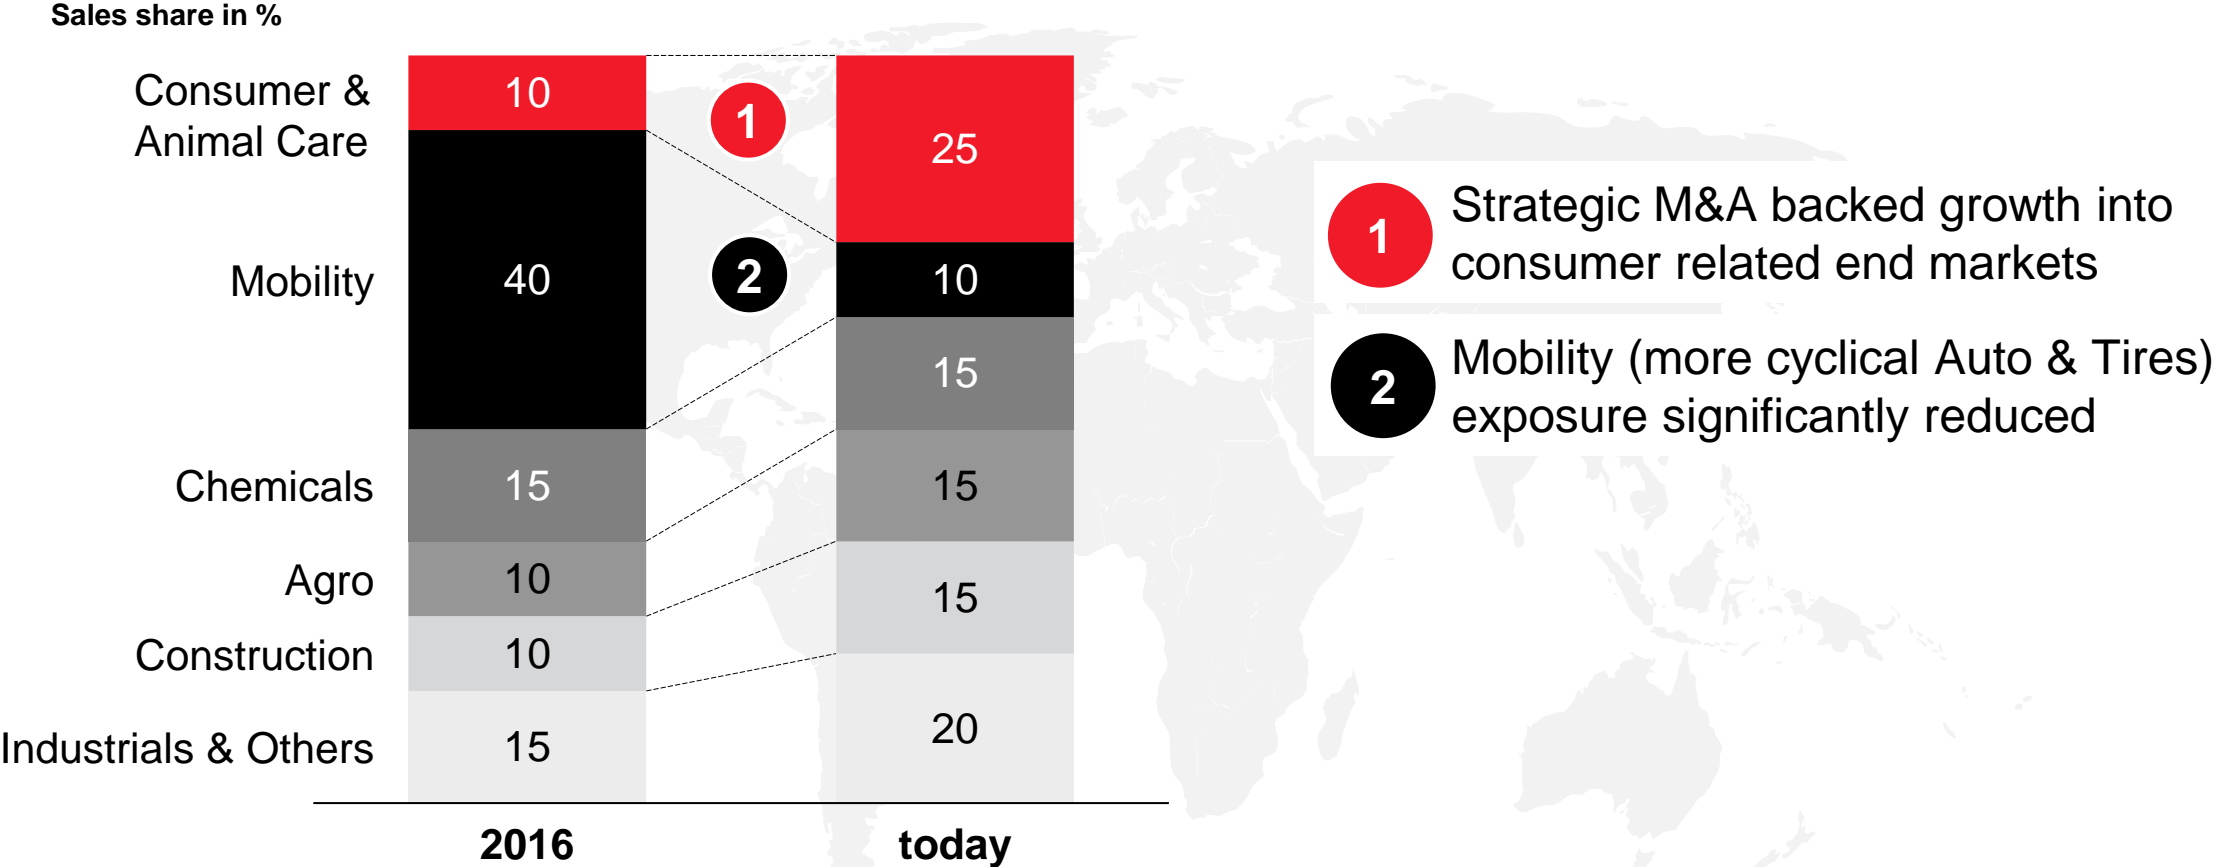 Sales share in %
Consumer &
Animal Care
Mobility
Chemicals
Agro
Construction
Industrials & Others
10
40
15
10
10
15
2016
1
2
25
10
15
15
15
20
today
1
Strategic M&A backed growth into
consumer related end markets
2
Mobility (more cyclical Auto & Tires)
exposure significantly reduced